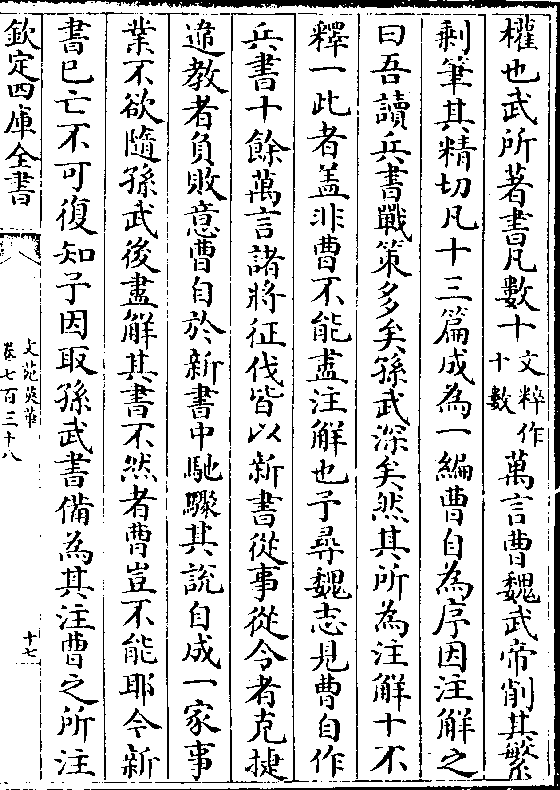 櫂也武所著書凡數十文粹作十數萬言曹魏武帝削其繁
剰筆其精切凡十三篇成為一編曹自為序因注解之
曰吾讀兵書戰策多矣孫武深矣然其所為注解十不
釋一此者盖非曹不能盡注解也予尋魏志見曹自作
兵書十餘萬言諸將征伐皆以新書從事從令者克捷
違教者負敗意曹自於新書中馳驟其説自成一家事
業不欲隨孫武後盡解其書不然者曹豈不能耶今新
書已亡不可復知予因取孫武書備為其注曹之所注
欽定四庫全書
文苑英華
卷七百三十八
十七